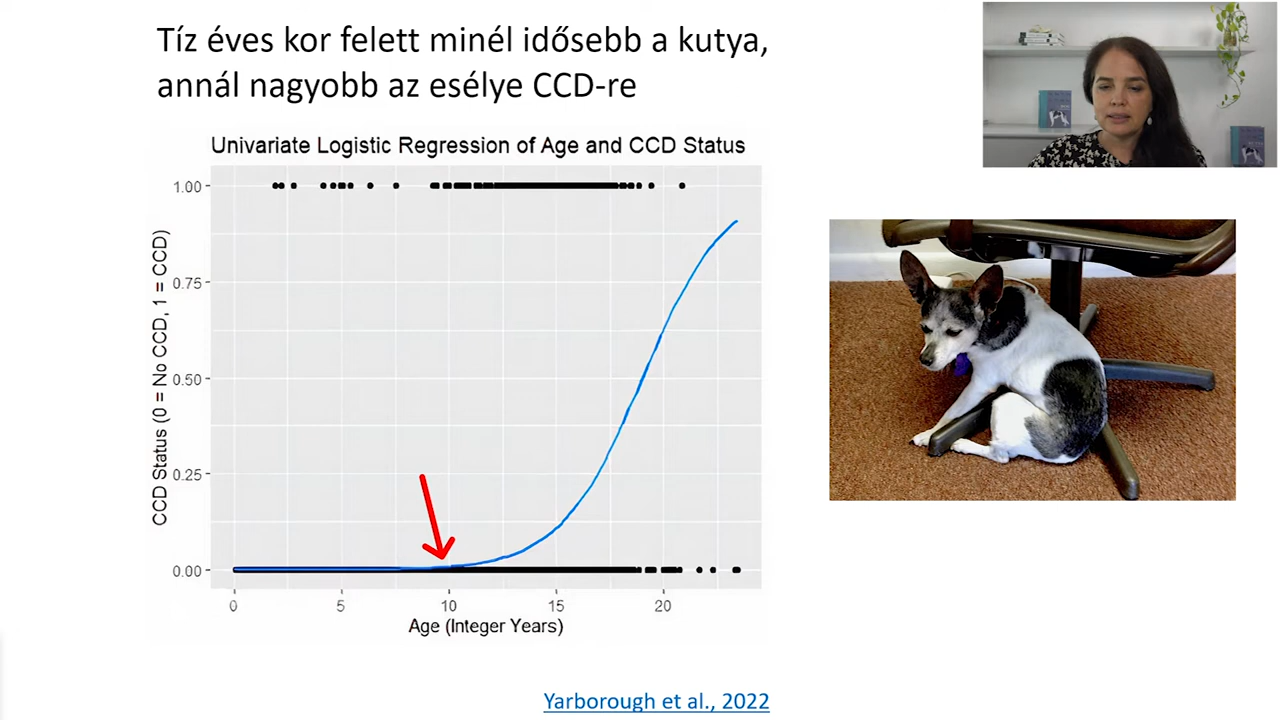 Tíz éves kor felett minél idősebb a kutya,
annál nagyobb az esélye CCD-re
Univariate Logistic Regression of Age and CCD Status
CCD Status (0 = No CCD, 1 = CCD)
1.00
0.75
0.50
0.25
0.00
0 5 10 15 20
Age (Integer Years)
Yarborough et al., 2022